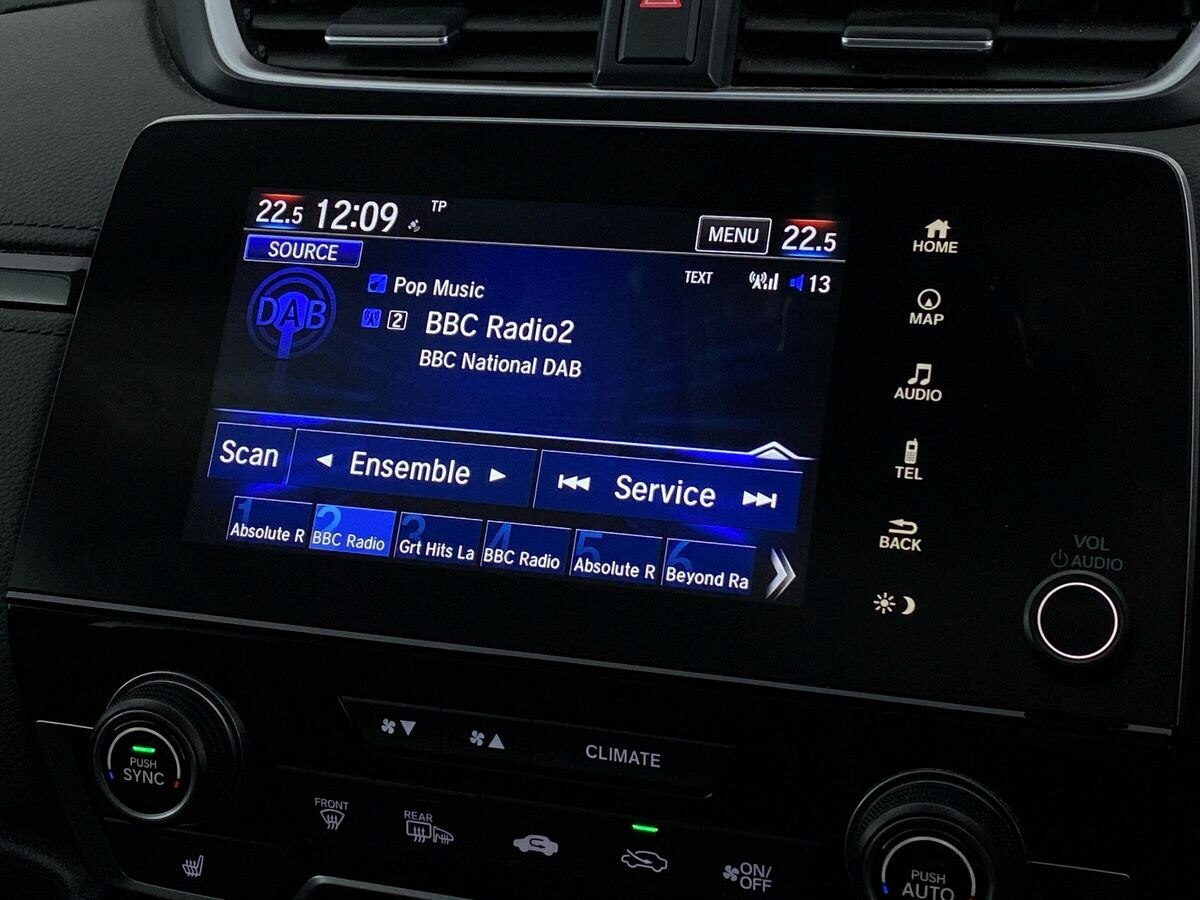 22.5 12:09 TP MENU 22.5
SOURCE
DAB
Pop Music TEXT 13
2 BBC Radio2
BBC National DAB
Scan Ensemble Service
1 Absolute R
2 BBC Radio
3 Grt Hits La
4 BBC Radio
5 Absolute R
6 Beyond Ra
HOME
MAP
AUDIO
TEL
BACK
VOL
AUDIO
PUSH
SYNC
CLIMATE
FRONT
REAR
ON/
OFF
PUSH
AUTO